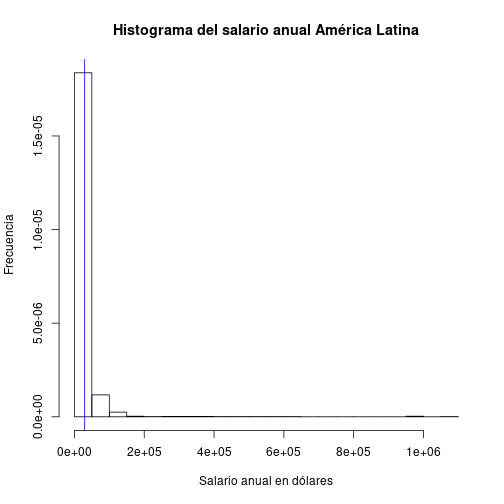 Histograma del salario anual América Latina
Frecuencia
1.5e-05
1.0e-05
5.0e-06
0.0e+00
0e+00 2e+05 4e+05 6e+05 8e+05 1e+06
Salario anual en dólares